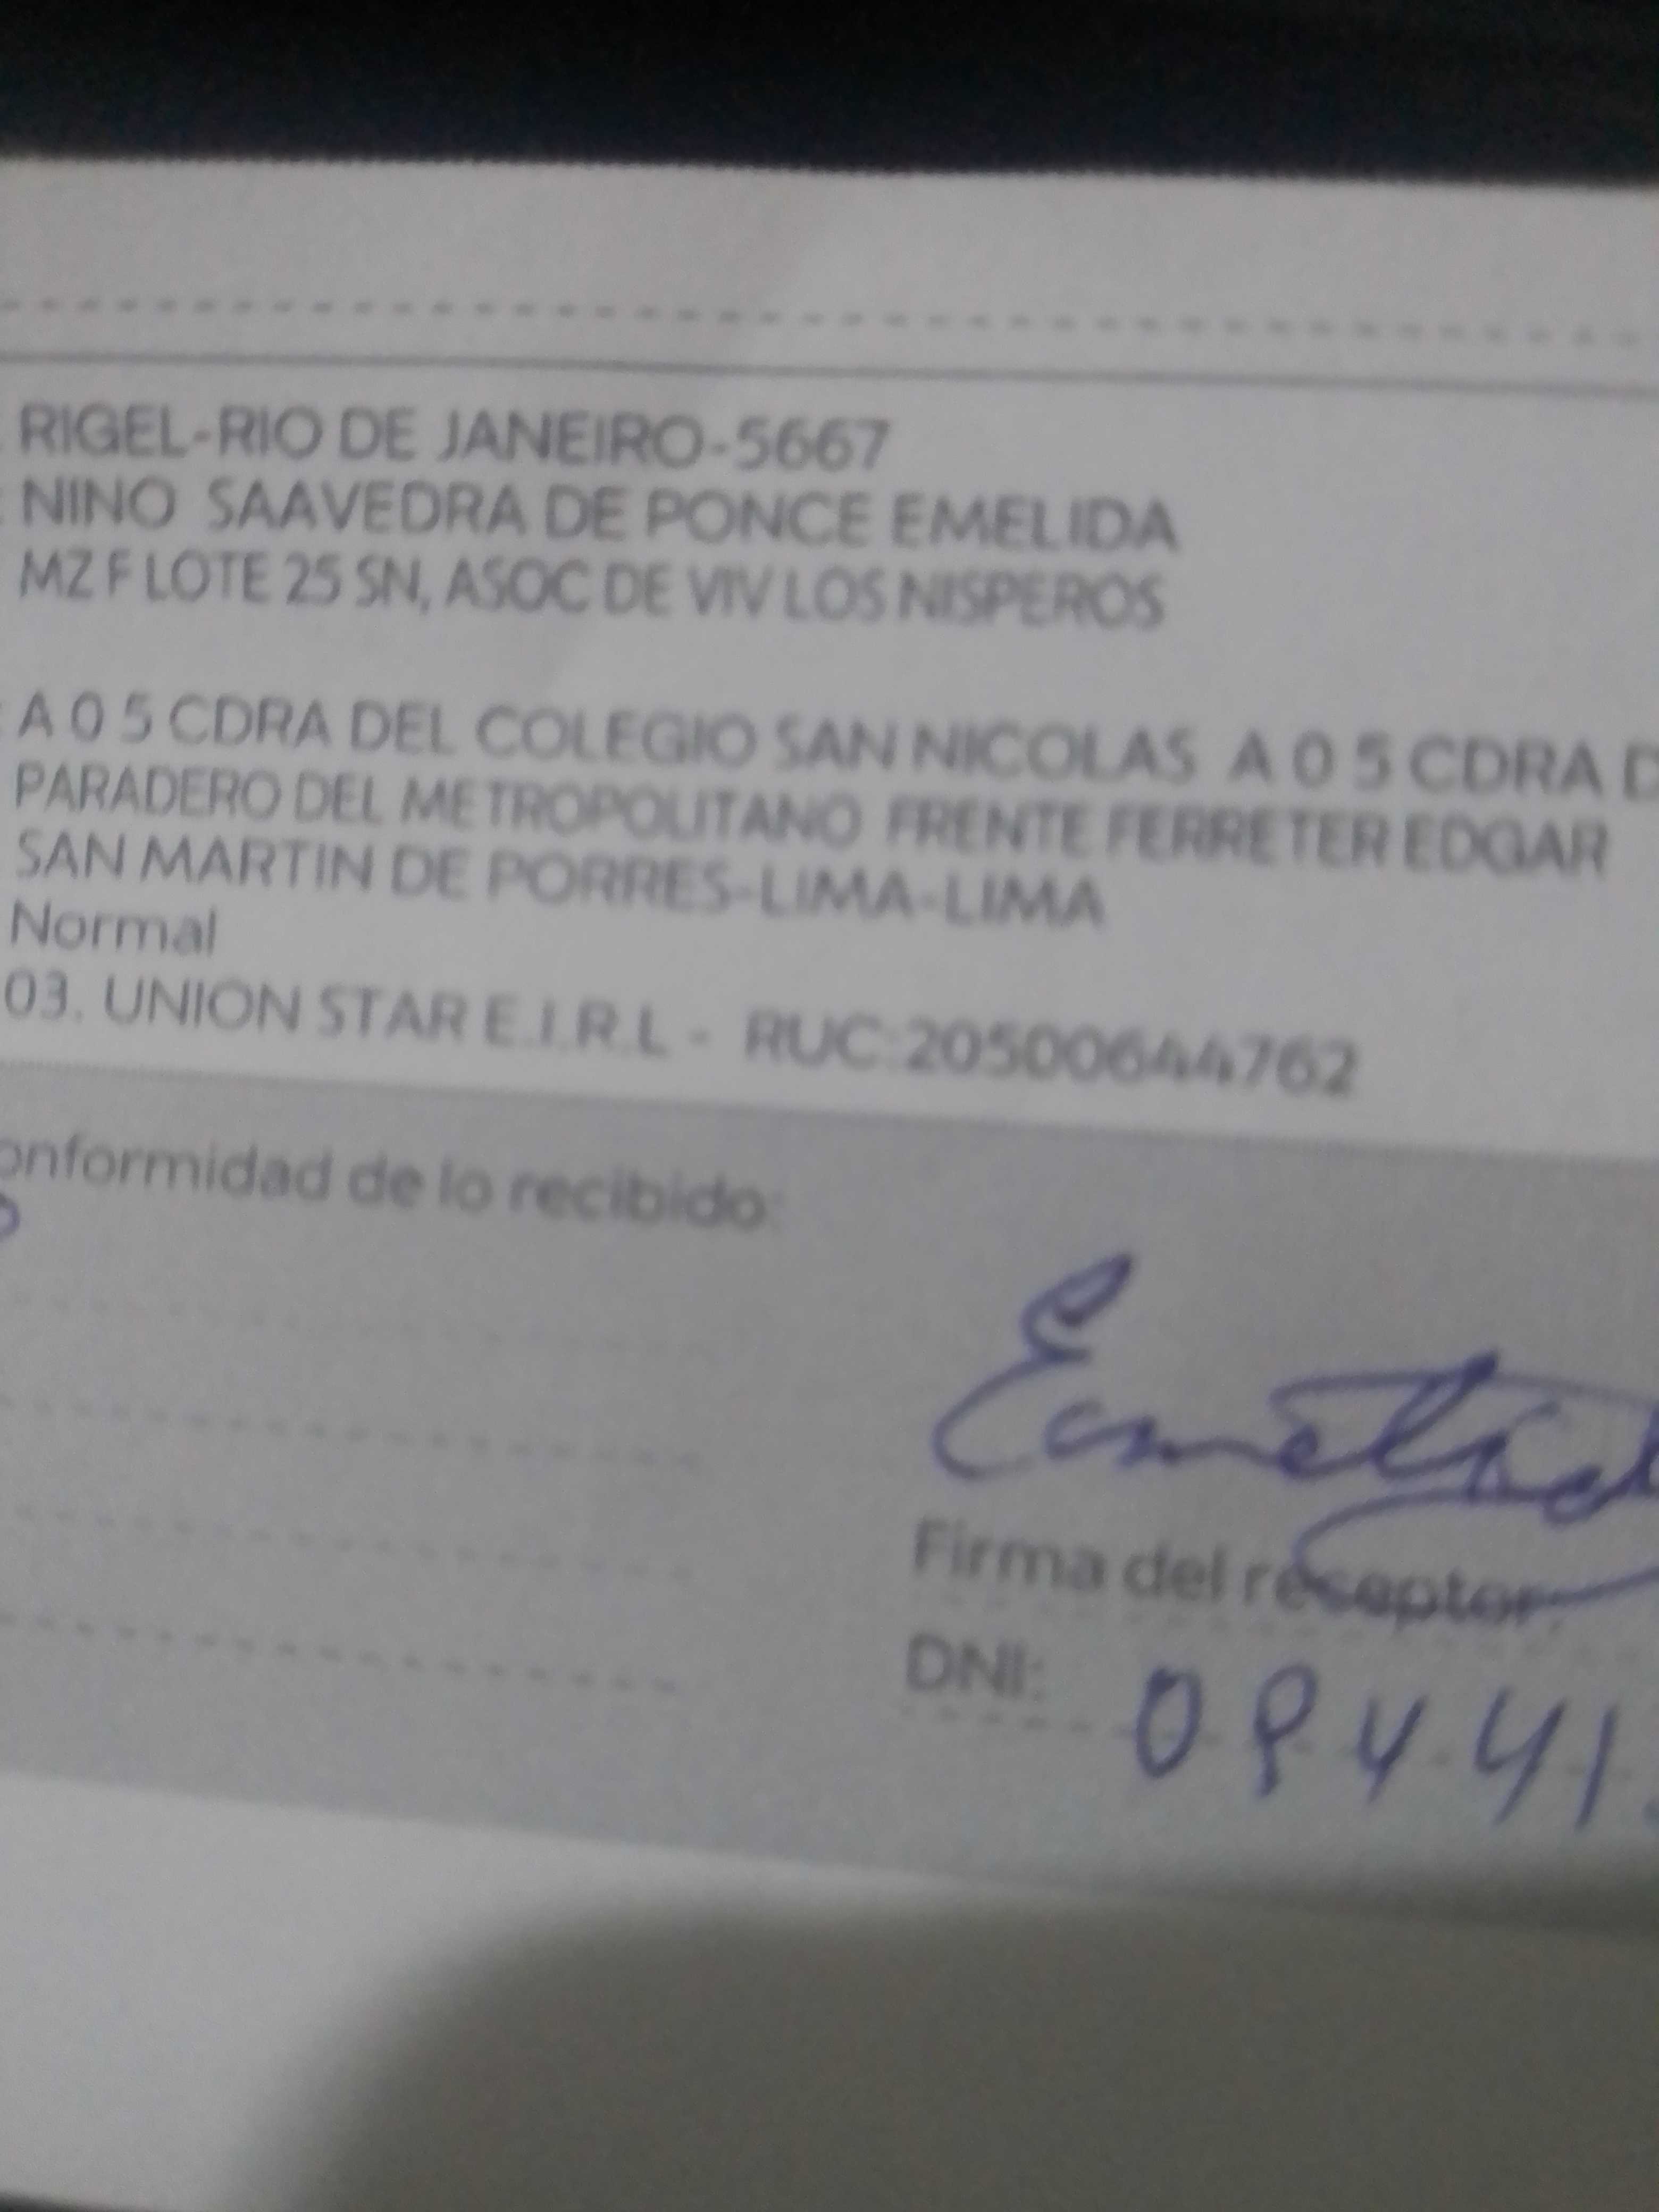 RIGEL-RIO DE JANEIRO-5667
NINO SAAVEDRA DE PONCE EMELIDA
MZ F LOTE 25 SN, ASOC DE VIV LOS NISPEROS
A 0 5 CDRA DEL COLEGIO SAN NICOLAS A 0 5 CDRA D
PARADERO DEL METROPOLITANO FRENTE FERRETER EDGAR
SAN MARTIN DE PORRES-LIMA-LIMA
Normal
03. UNION STAR E.I.R.L - RUC:20500644762
onformidad de lo recibido:
Firma del receptor:
DNI: